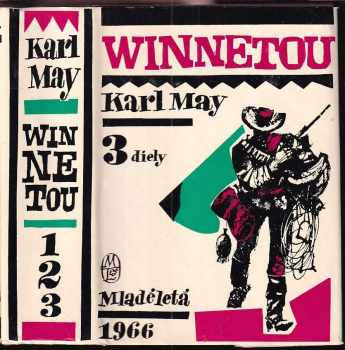 Karl
May
WIN
NE
TOU
1
2
3
WINNETOU
Karl May
3 diely
Mladé letá
1966